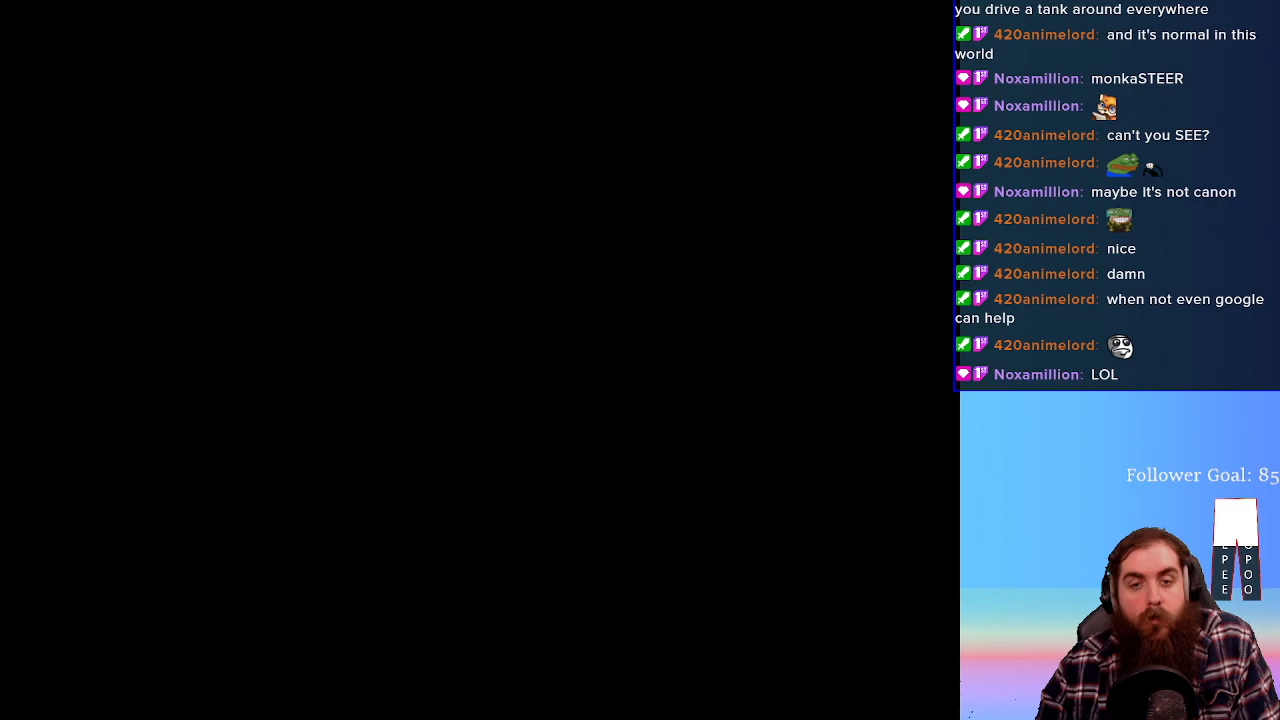 you drive a tank around everywhere
420animelord: and it's normal in this
world
Noxamillion: monkaSTEER
Noxamillion:
420animelord: can't you SEE?
420animelord:
Noxamillion: maybe it's not canon
420animelord:
420animelord: nice
420animelord: damn
420animelord: when not even google
can help
420animelord:
Noxamillion: LOL
Follower Goal: 85
P P
E O
E O